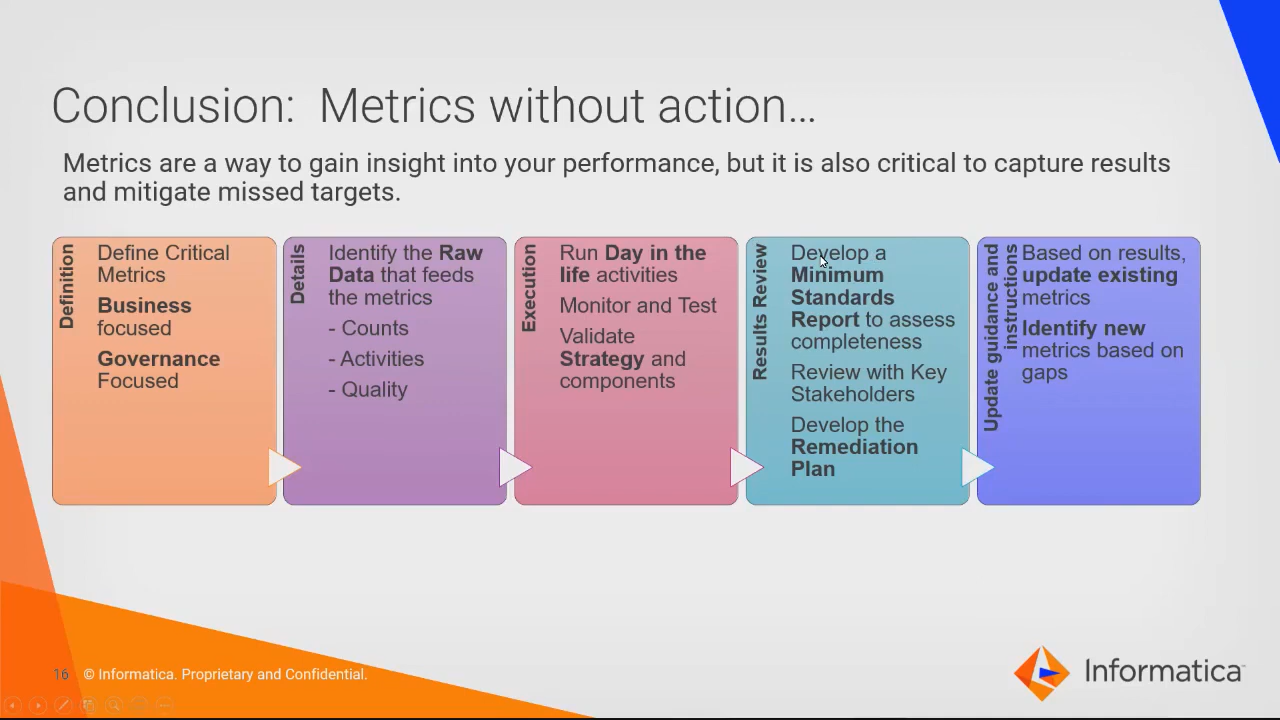 Conclusion:  Metrics without action...
Metrics are a way to gain insight into your performance, but it is also critical to capture results
and mitigate missed targets.
Definition
Define Critical
Metrics
Business
focused
Governance
Focused
Details
Identify the Raw
Data that feeds
the metrics
- Counts
- Activities
- Quality
Execution
Run Day in the
life activities
Monitor and Test
Validate
Strategy and
components
Results Review
Develop a
Minimum
Standards
Report to assess
completeness
Review with Key
Stakeholders
Develop the
Remediation
Plan
Update guidance and
instructions
Based on results,
update existing
metrics
Identify new
metrics based on
gaps
16 © Informatica. Proprietary and Confidential.
Informatica